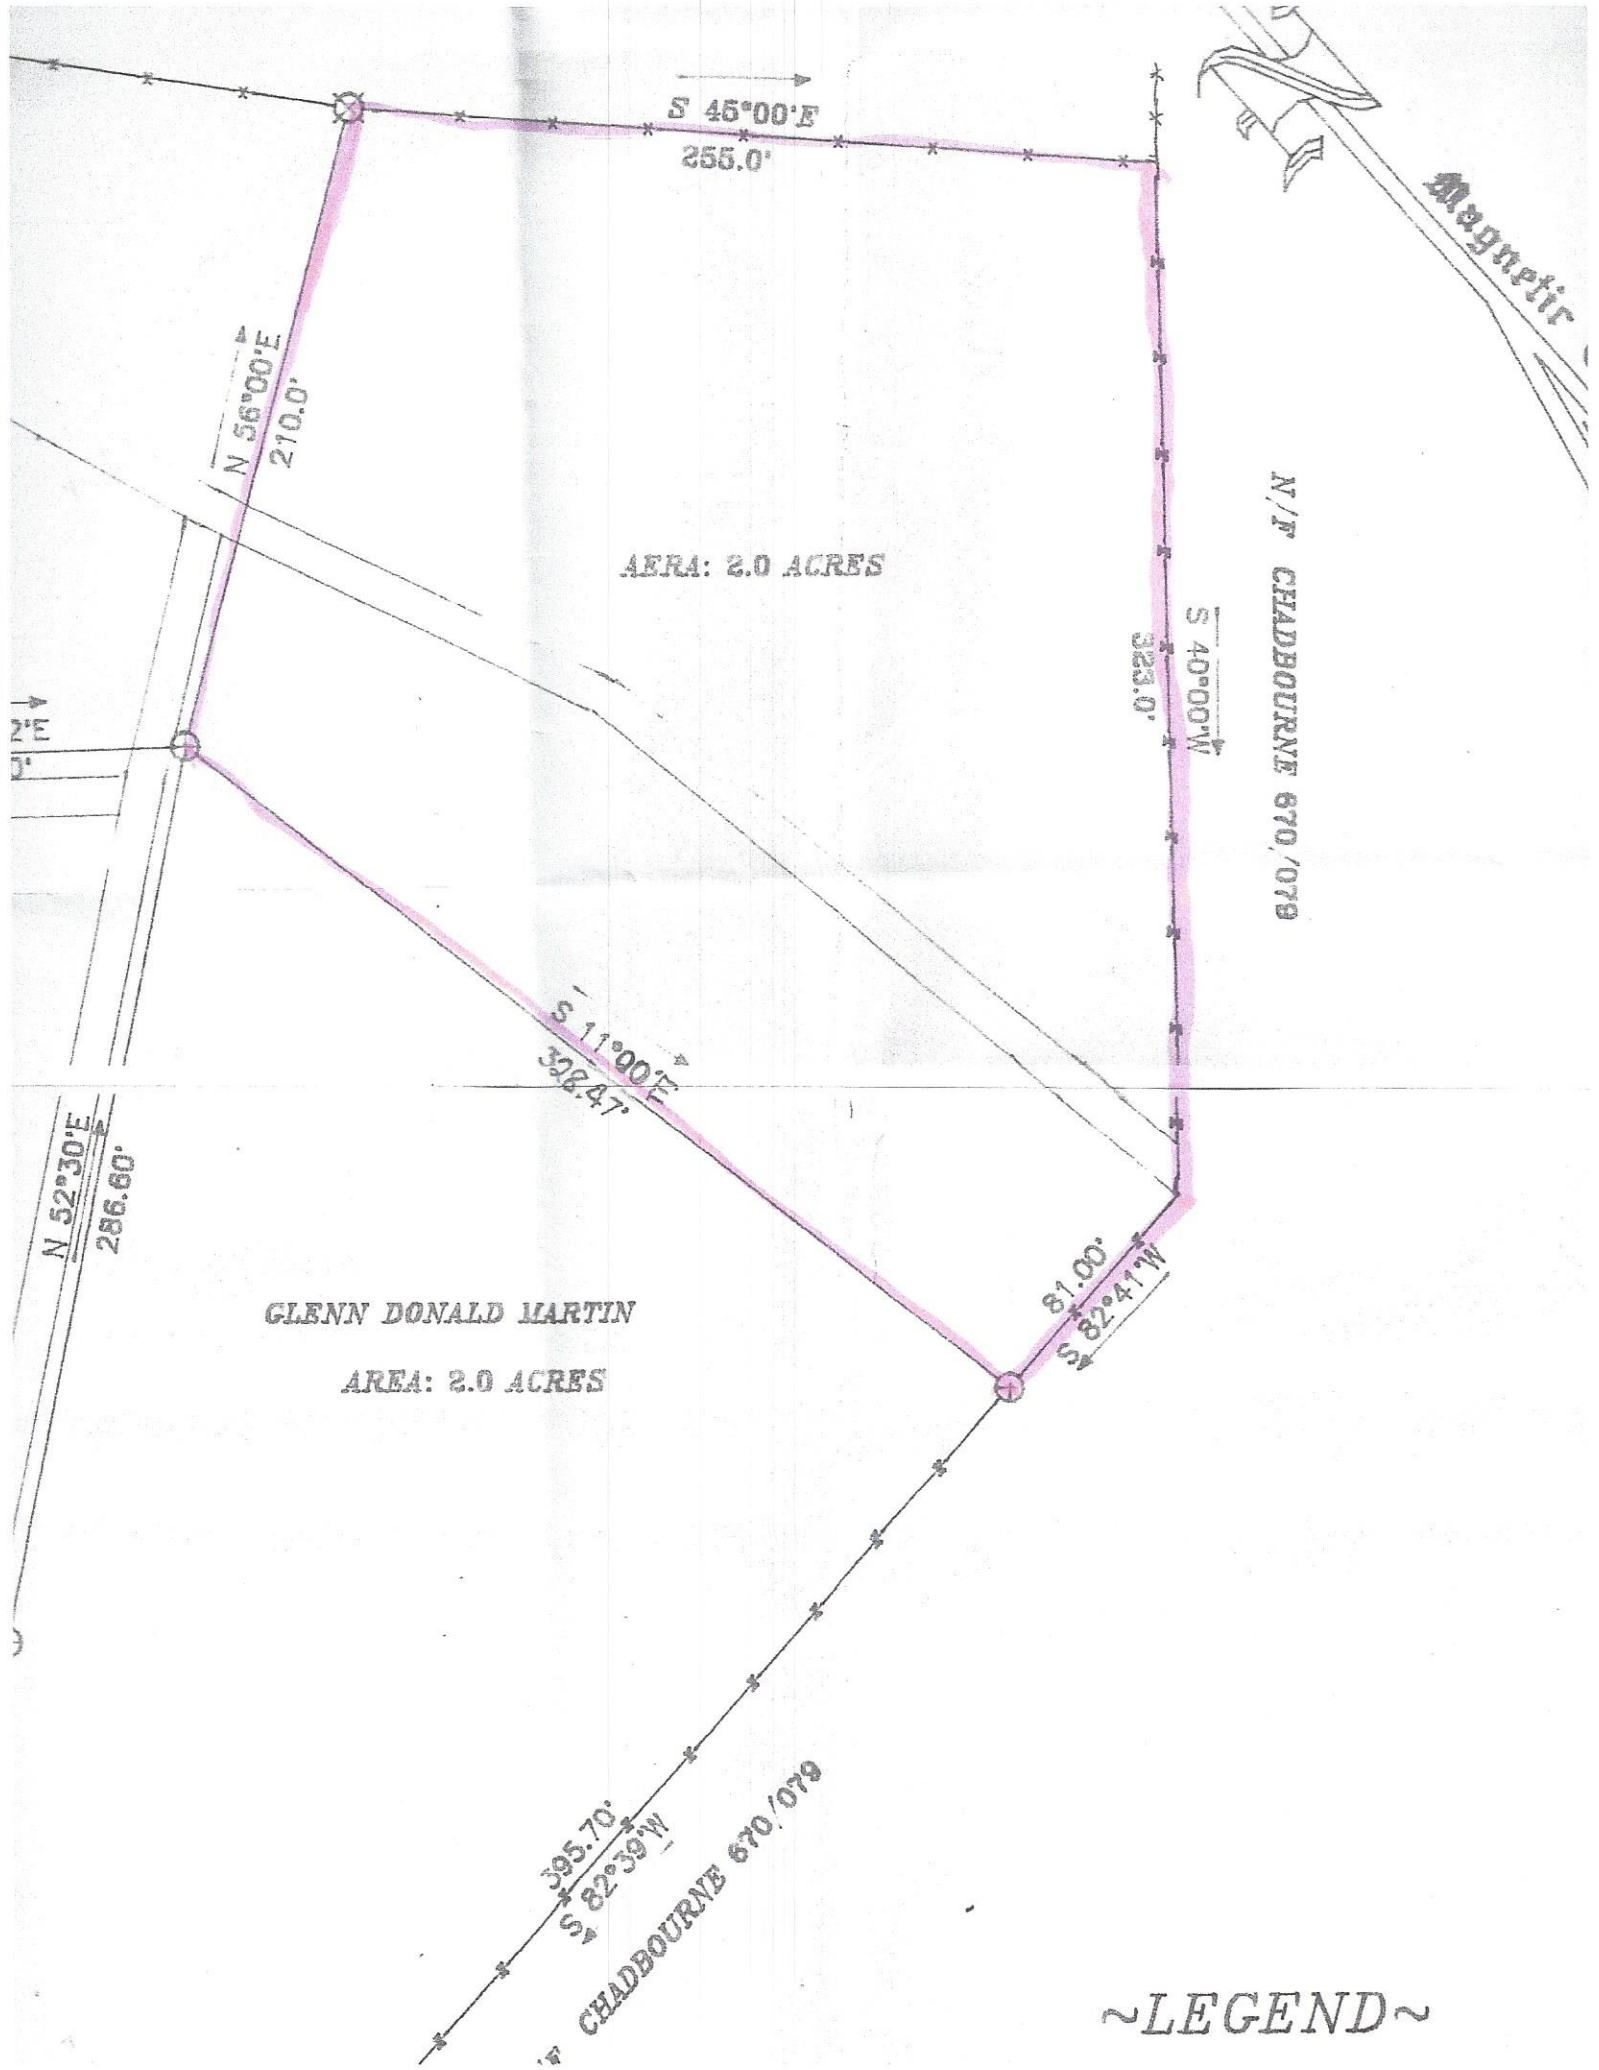 S 45°00'E
255.0'
Magnetic
N 56°00'E
210.0'
N/F CHADBOURNE 670/079
AERA: 2.0 ACRES
S 40°00'W
323.0'
2'E
0'
S 11°00'E
328.47'
N 52°30'E
286.60'
81.00'
S 82°41'W
GLENN DONALD MARTIN
AREA: 2.0 ACRES
395.70'
S 82°39'W
CHADBOURNE 670/079
~LEGEND~